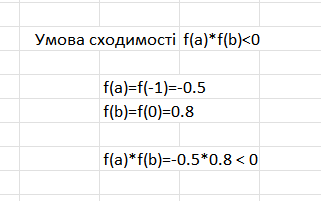 Умова сходимості f(a)*f(b)<0
f(a)=f(-1)=-0.5
f(b)=f(0)=0.8
f(a)*f(b)=-0.5*0.8 < 0